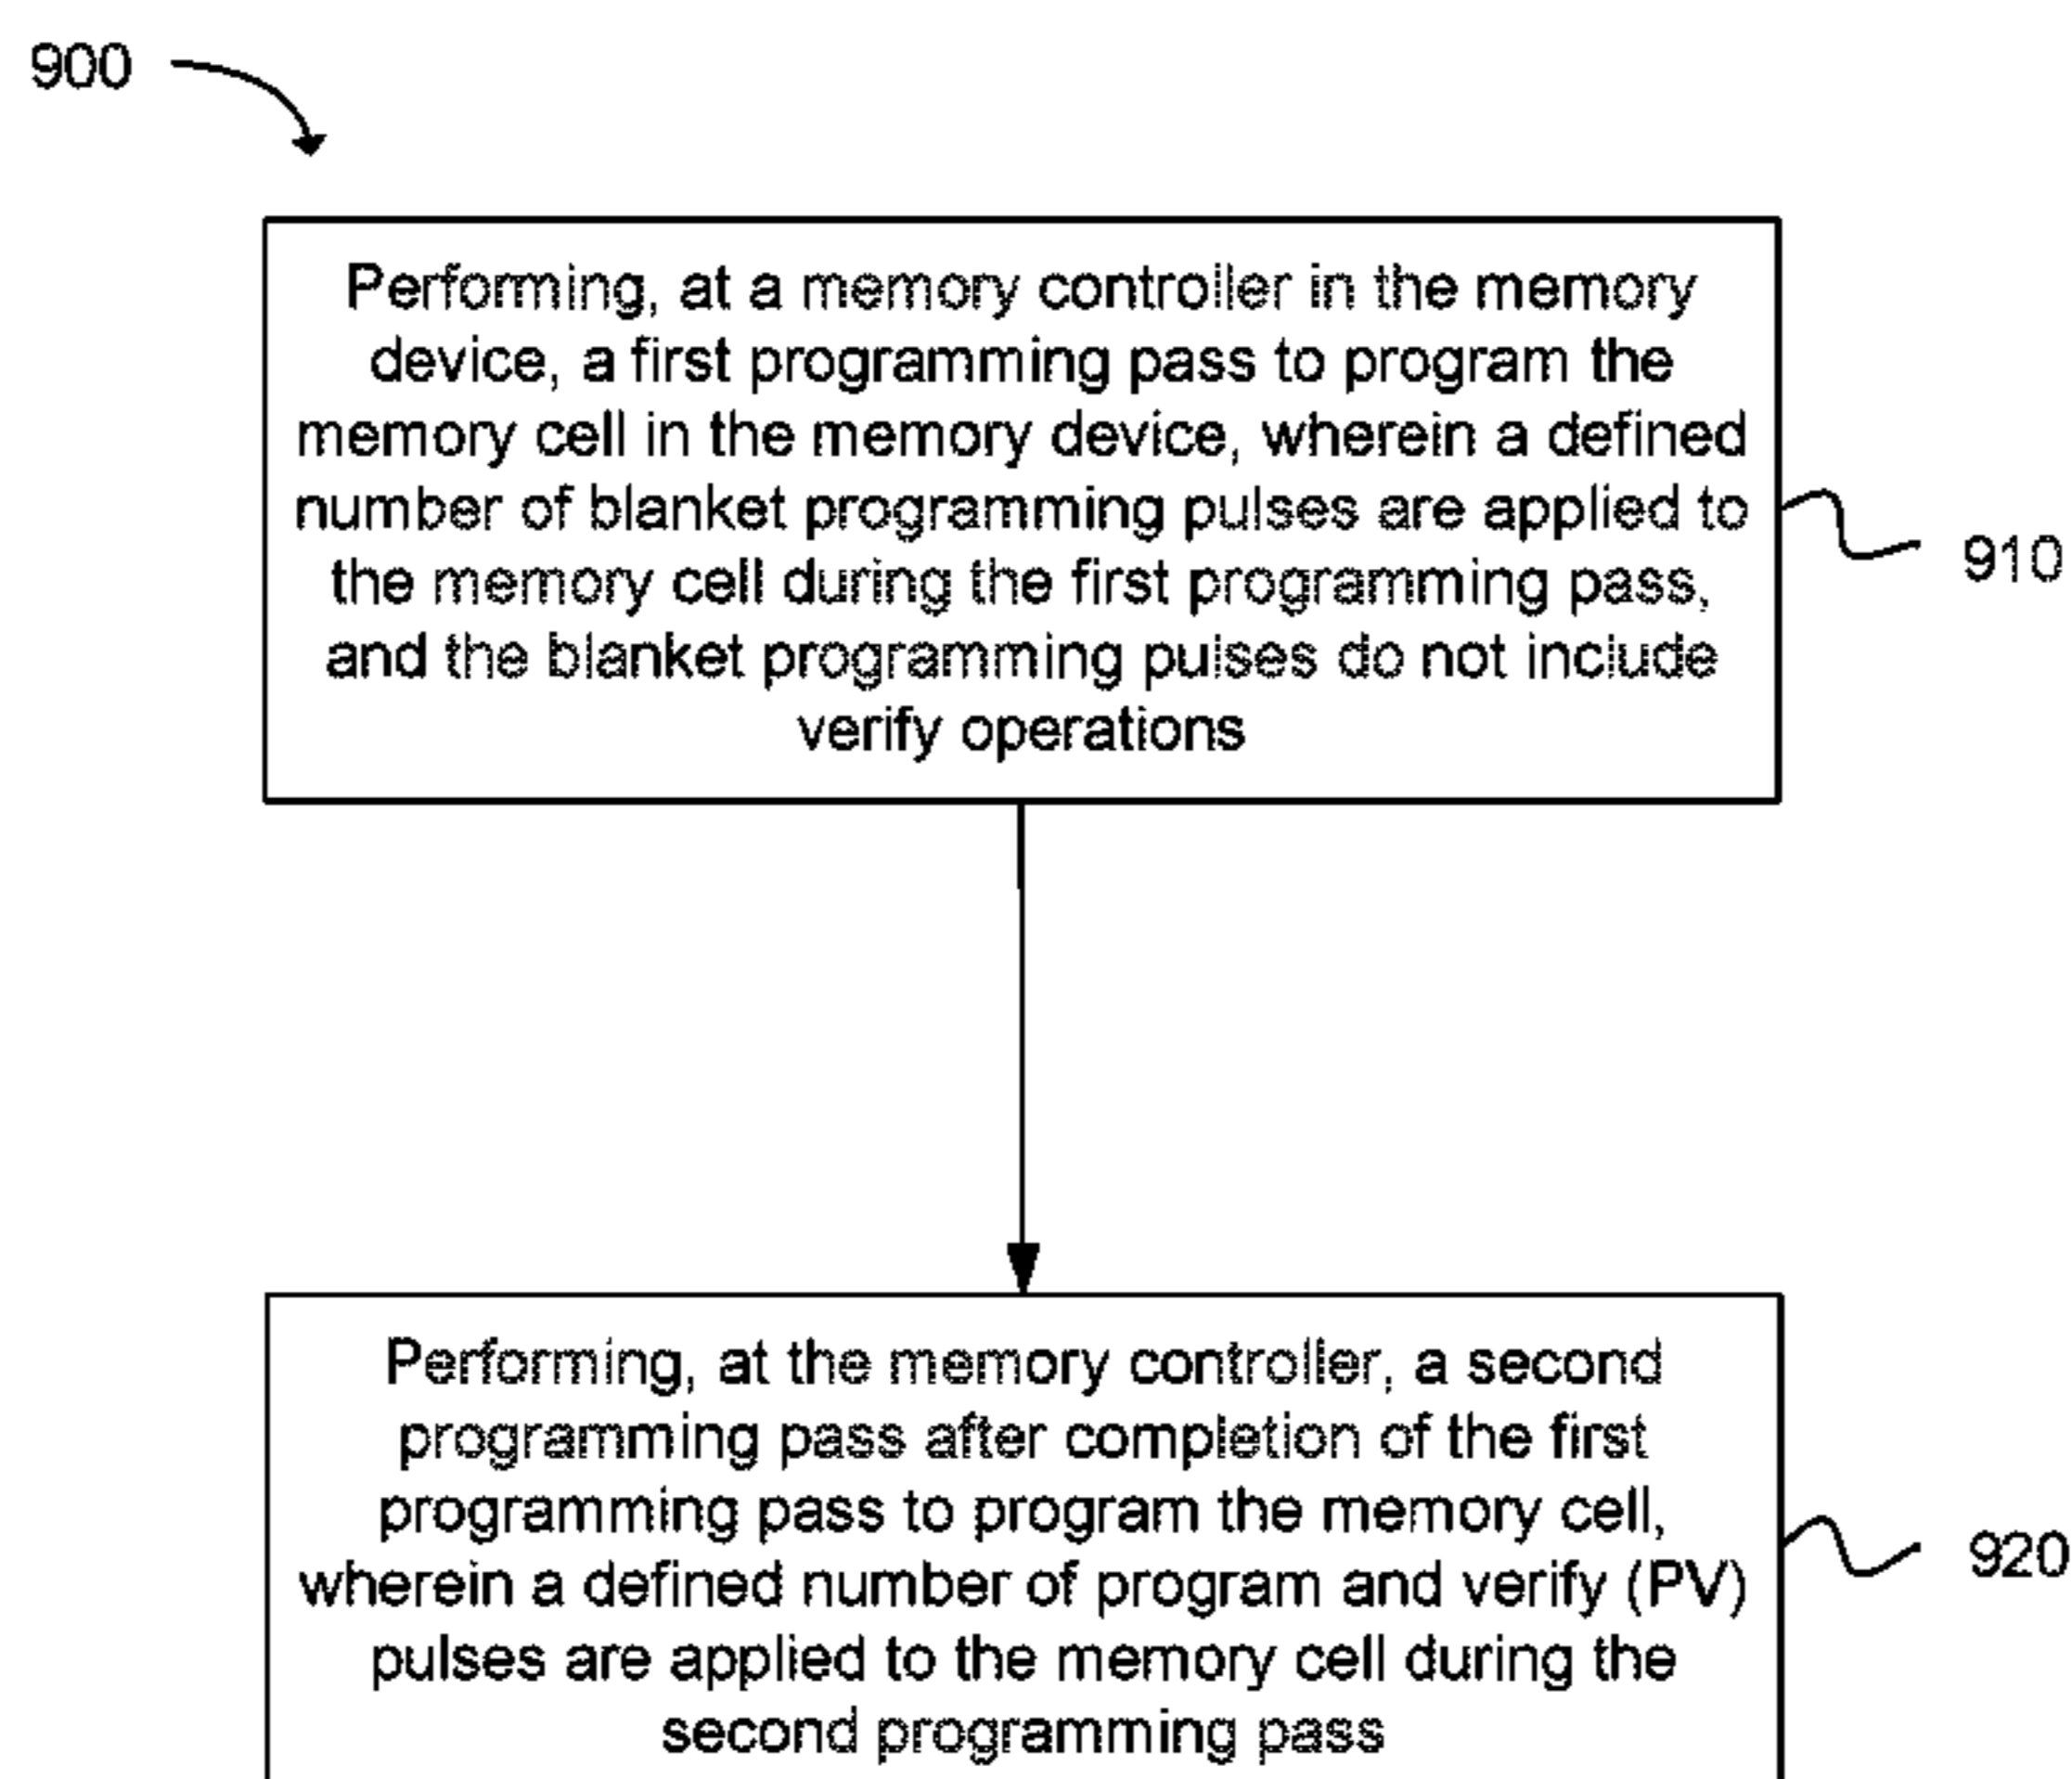 900
Performing, at a memory controller in the memory
device, a first programming pass to program the
memory cell in the memory device, wherein a defined
number of blanket programming pulses are applied to
the memory cell during the first programming pass,
and the blanket programming pulses do not include
verify operations
910
Performing, at the memory controller, a second
programming pass after completion of the first
programming pass to program the memory cell,
wherein a defined number of program and verify (PV)
pulses are applied to the memory cell during the
second programming pass
920